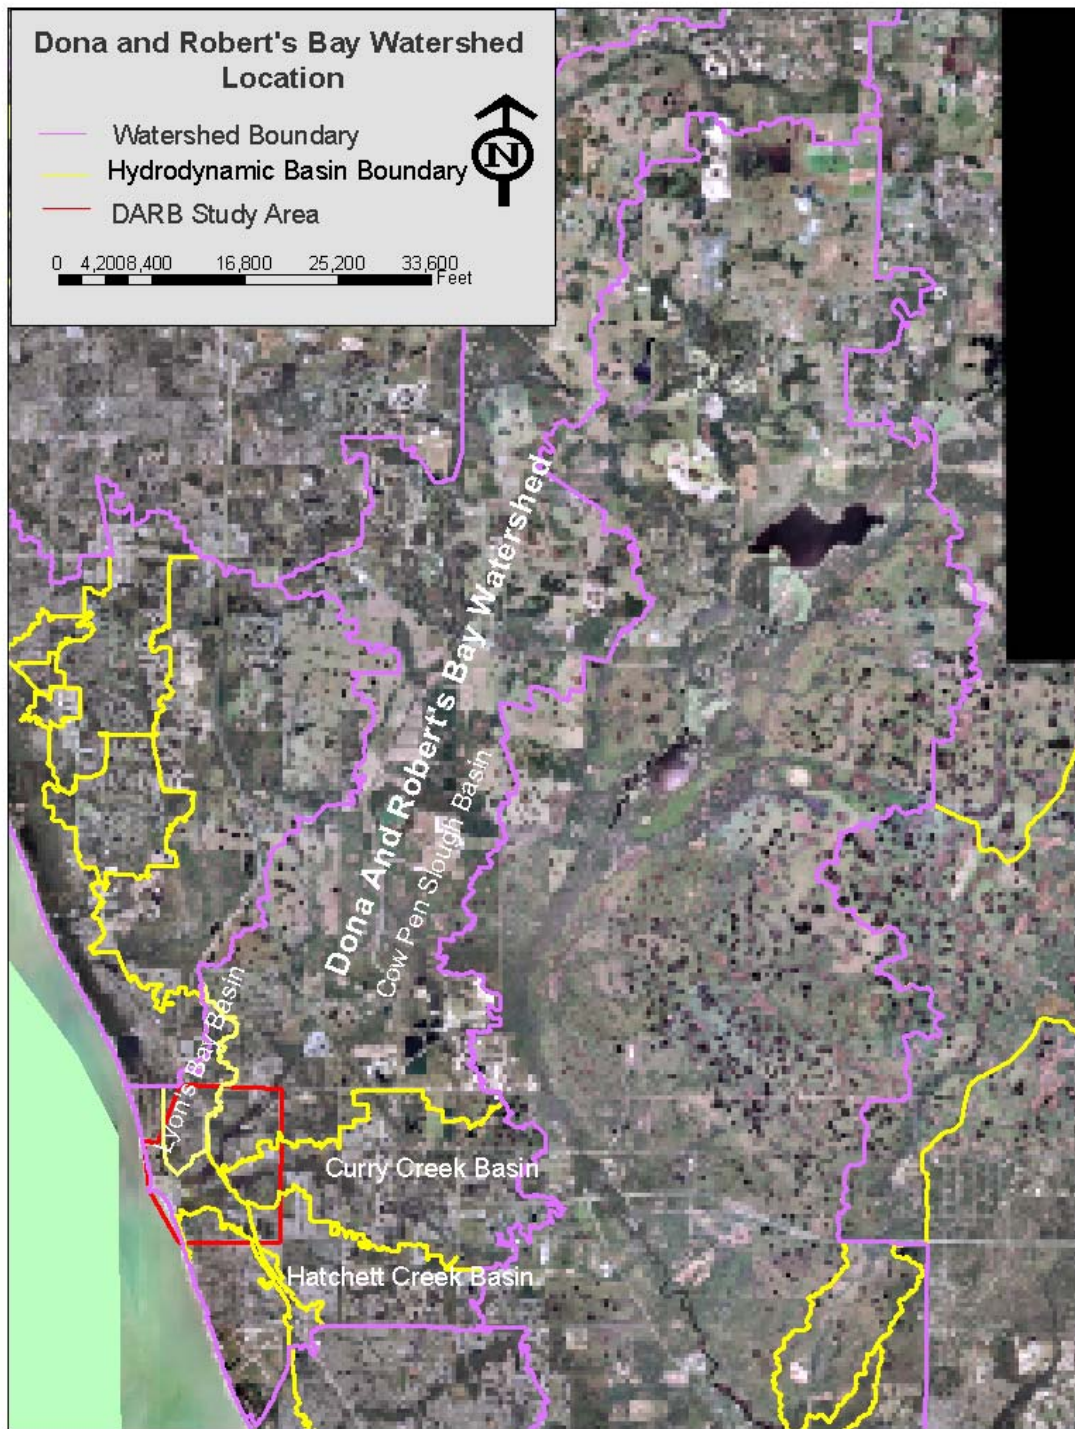 Dona and Robert's Bay Watershed
Location
N
Watershed Boundary
Hydrodynamic Basin Boundary
DARB Study Area
0 4,200 8,400 16,800 25,200 33,600
Feet
Dona And Robert's Bay Watershed
Cow Pen Slough Basin
Lyon's Bay Basin
Curry Creek Basin
Hatchett Creek Basin